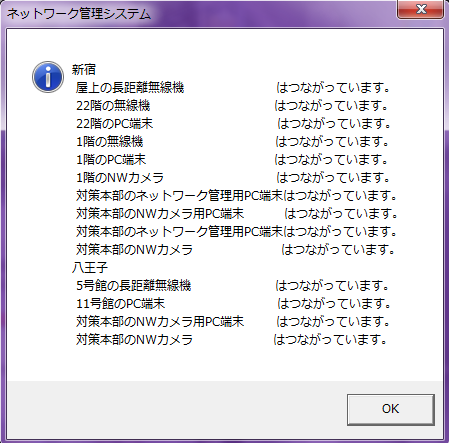 ネットワーク管理システム
新宿
屋上の長距離無線機 はつながっています。
22階の無線機 はつながっています。
22階のPC端末 はつながっています。
1階の無線機 はつながっています。
1階のPC端末 はつながっています。
1階のNWカメラ はつながっています。
対策本部のネットワーク管理用PC端末はつながっています。
対策本部のNWカメラ用PC端末 はつながっています。
対策本部のネットワーク管理用PC端末はつながっています。
対策本部のNWカメラ はつながっています。
八王子
5号館の長距離無線機 はつながっています。
11号館のPC端末 はつながっています。
対策本部のNWカメラ用PC端末 はつながっています。
対策本部のNWカメラ はつながっています。
OK